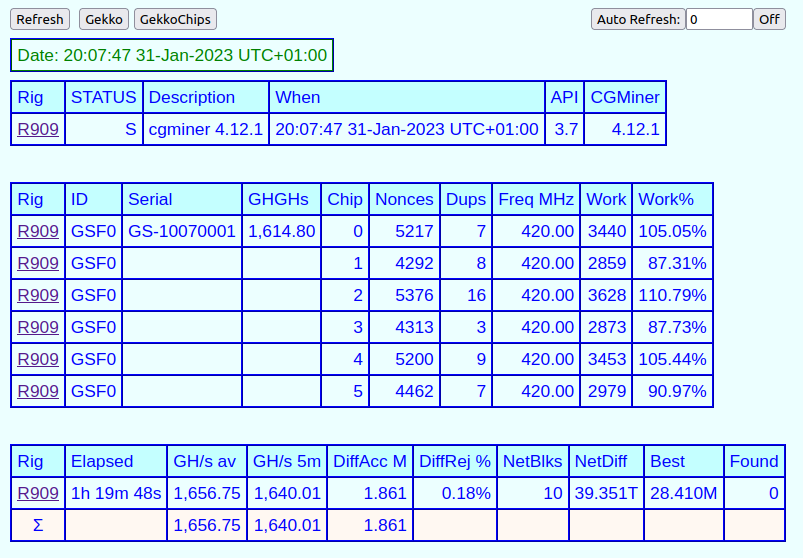 Refresh Gekko GekkoChips Auto Refresh: 0 Off
Date: 20:07:47 31-Jan-2023 UTC+01:00
Rig STATUS Description When API CGMiner
R909 S cgminer 4.12.1 20:07:47 31-Jan-2023 UTC+01:00 3.7 4.12.1
Rig ID Serial GHGHs Chip Nonces Dups Freq MHz Work Work%
R909 GSF0 GS-10070001 1,614.80 0 5217 7 420.00 3440 105.05%
R909 GSF0 1 4292 8 420.00 2859 87.31%
R909 GSF0 2 5376 16 420.00 3628 110.79%
R909 GSF0 3 4313 3 420.00 2873 87.73%
R909 GSF0 4 5200 9 420.00 3453 105.44%
R909 GSF0 5 4462 7 420.00 2979 90.97%
Rig Elapsed GH/s av GH/s 5m DiffAcc M DiffRej % NetBlks NetDiff Best Found
R909 1h 19m 48s 1,656.75 1,640.01 1.861 0.18% 10 39.351T 28.410M 0
Σ 1,656.75 1,640.01 1.861